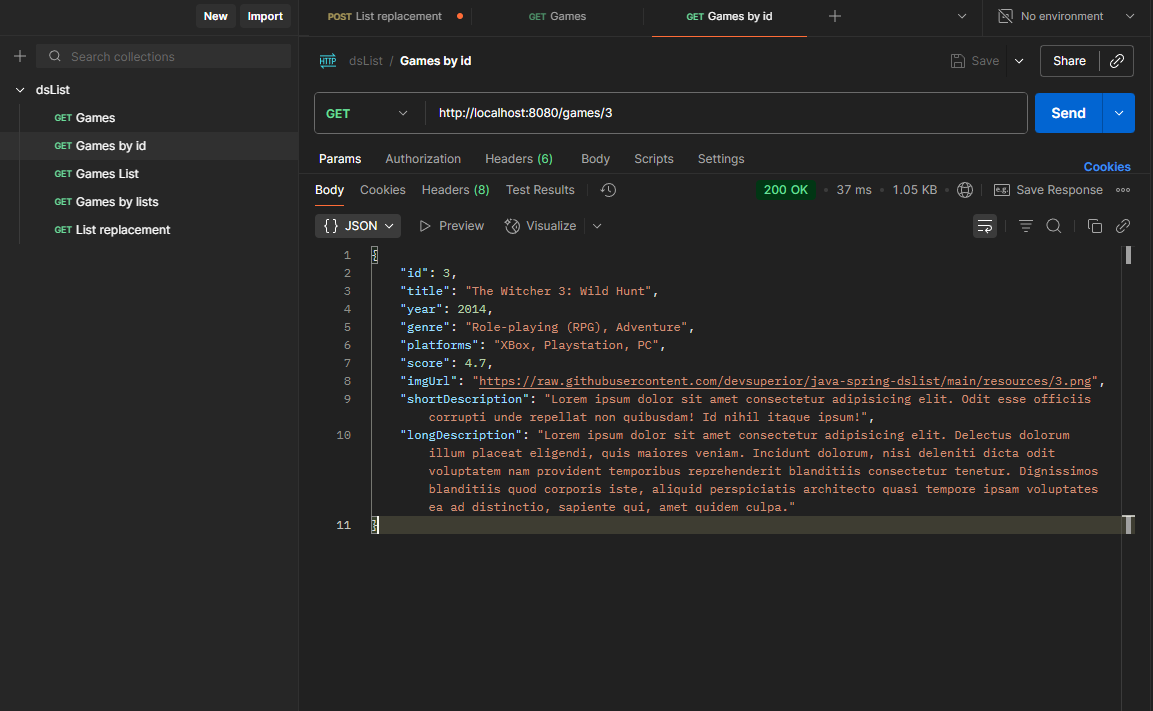 New Import
POST List replacement
GET Games
GET Games by id
No environment
Search collections
dsList
GET Games
GET Games by id
GET Games List
GET Games by lists
GET List replacement
HTTP dsList / Games by id
Save
Share
GET http://localhost:8080/games/3
Send
Params Authorization Headers (6) Body Scripts Settings
Cookies
Body Cookies Headers (8) Test Results
200 OK • 37 ms • 1.05 KB • e.g. Save Response
{} JSON Preview Visualize
1 {
2 "id": 3,
3 "title": "The Witcher 3: Wild Hunt",
4 "year": 2014,
5 "genre": "Role-playing (RPG), Adventure",
6 "platforms": "XBox, Playstation, PC",
7 "score": 4.7,
8 "imgUrl": "https://raw.githubusercontent.com/devsuperior/java-spring-dslist/main/resources/3.png",
9 "shortDescription": "Lorem ipsum dolor sit amet consectetur adipisicing elit. Odit esse officiis
corrupti unde repellat non quibusdam! Id nihil itaque ipsum!",
10 "longDescription": "Lorem ipsum dolor sit amet consectetur adipisicing elit. Delectus dolorum
illum placeat eligendi, quis maiores veniam. Incidunt dolorum, nisi deleniti dicta odit
voluptatem nam provident temporibus reprehenderit blanditiis consectetur tenetur. Dignissimos
blanditiis quod corporis iste, aliquid perspiciatis architecto quasi tempore ipsam voluptates
ea ad distinctio, sapiente qui, amet quidem culpa."
11 }